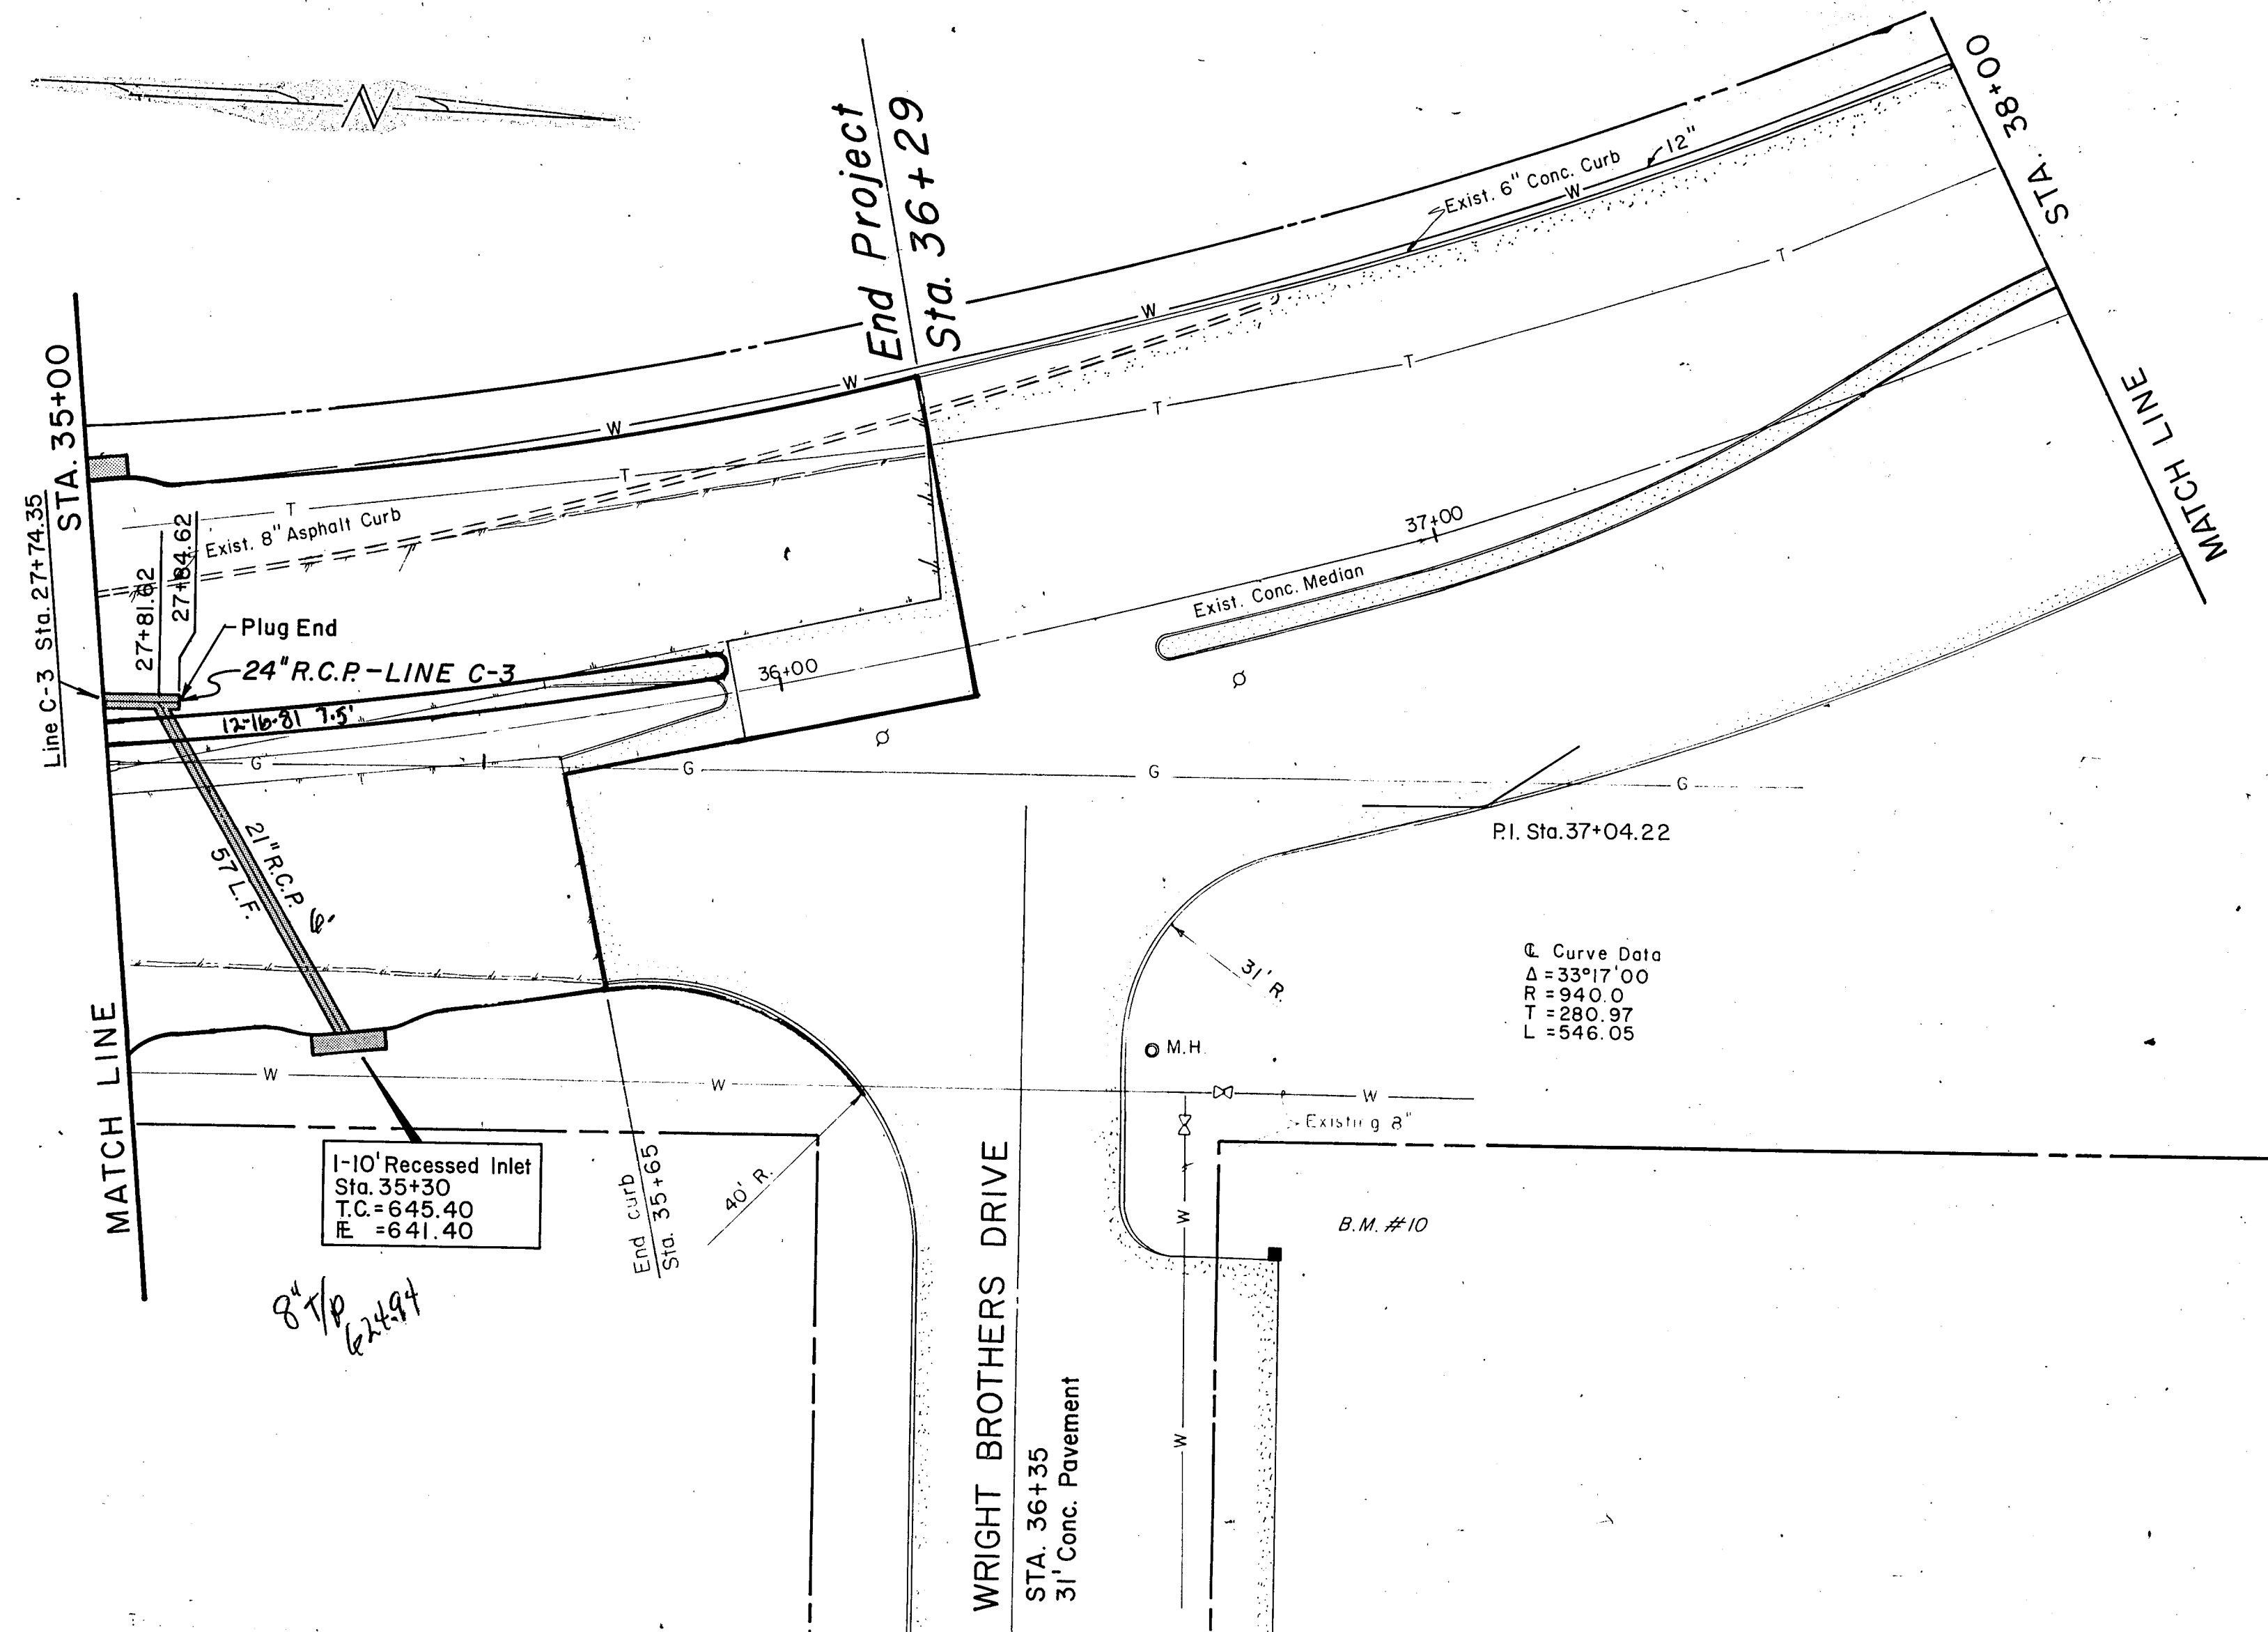 N
End Project
Sta. 36+29
STA. 38+00
MATCH LINE
12"
Exist. 6" Conc. Curb
W
W
W
W
T
T
T
T
T
STA. 35+00
MATCH LINE
Line C-3 Sta. 27+74.35
27+81.62
27+84.62
Exist. 8" Asphalt Curb
Plug End
24" R.C.P.-LINE C-3
12-16-81 7.5'
36+00
37+00
Exist. Conc. Median
G
G
G
G
21" R.C.P.
57 L.F.
6.
P.I. Sta. 37+04.22
℄ Curve Data
Δ = 33°17'00
R = 940.0
T = 280.97
L = 546.05
31' R.
M.H.
W
W
W
Existing 8"
1-10' Recessed Inlet
Sta. 35+30
T.C. = 645.40
FL = 641.40
8" T/P
624.94
End curb
Sta. 35+65
40' R.
W
W
B.M. #10
WRIGHT BROTHERS DRIVE
STA. 36+35
31' Conc. Pavement